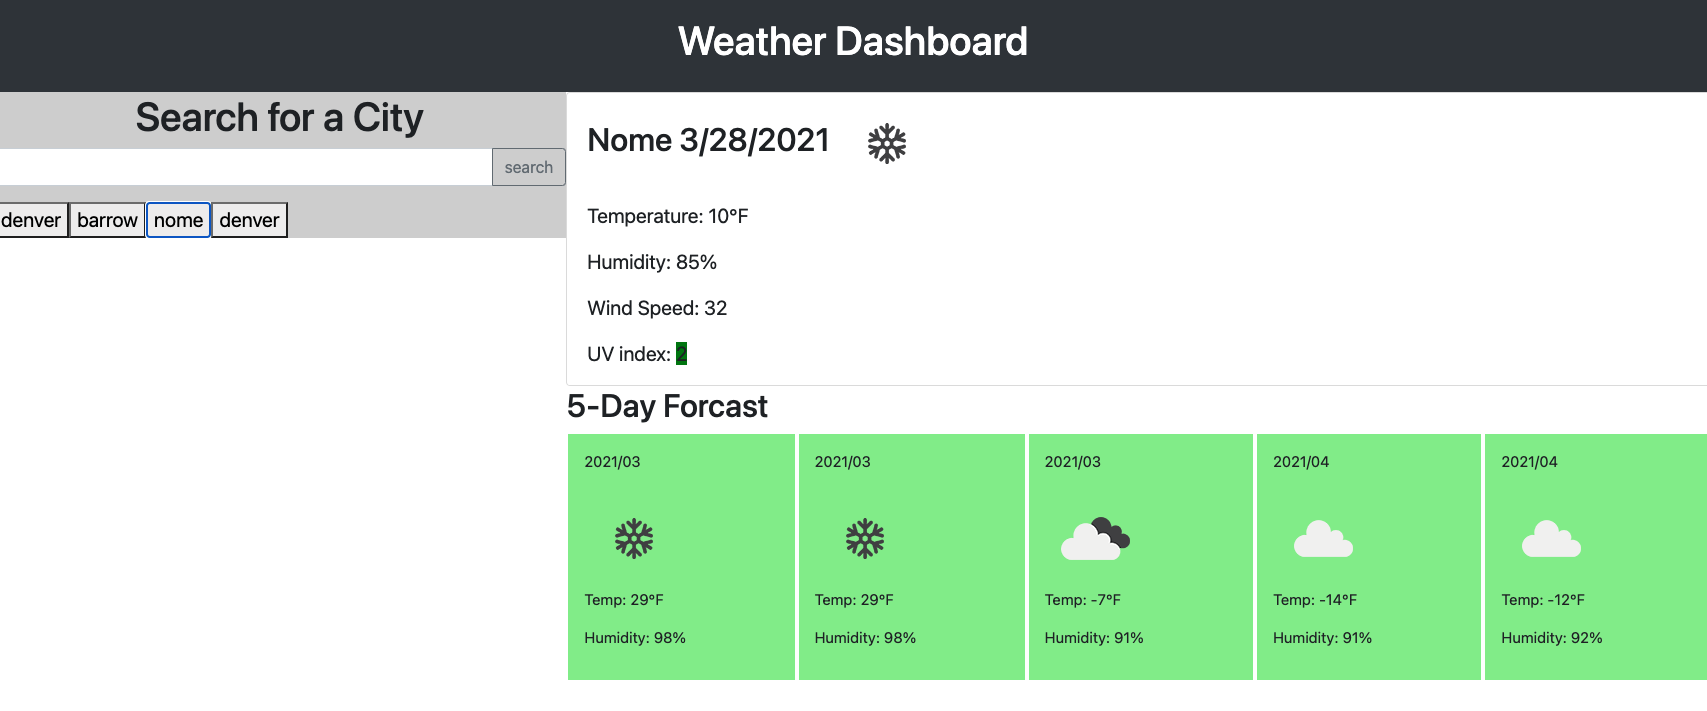 Weather Dashboard
Search for a City
search
denver barrow nome denver
Nome 3/28/2021
Temperature: 10°F
Humidity: 85%
Wind Speed: 32
UV index: 2
5-Day Forcast
2021/03 2021/03 2021/03 2021/04 2021/04
Temp: 29°F Temp: 29°F Temp: -7°F Temp: -14°F Temp: -12°F
Humidity: 98% Humidity: 98% Humidity: 91% Humidity: 91% Humidity: 92%